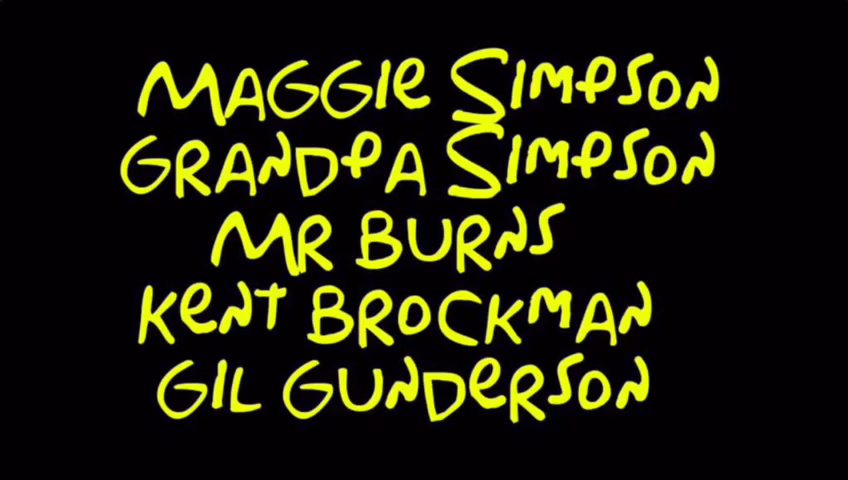 MAGGIe SImPSON
GRANDPA SImPSON
MR BURNS
KeNT BROCKmAN
GIL GUNDeRSON